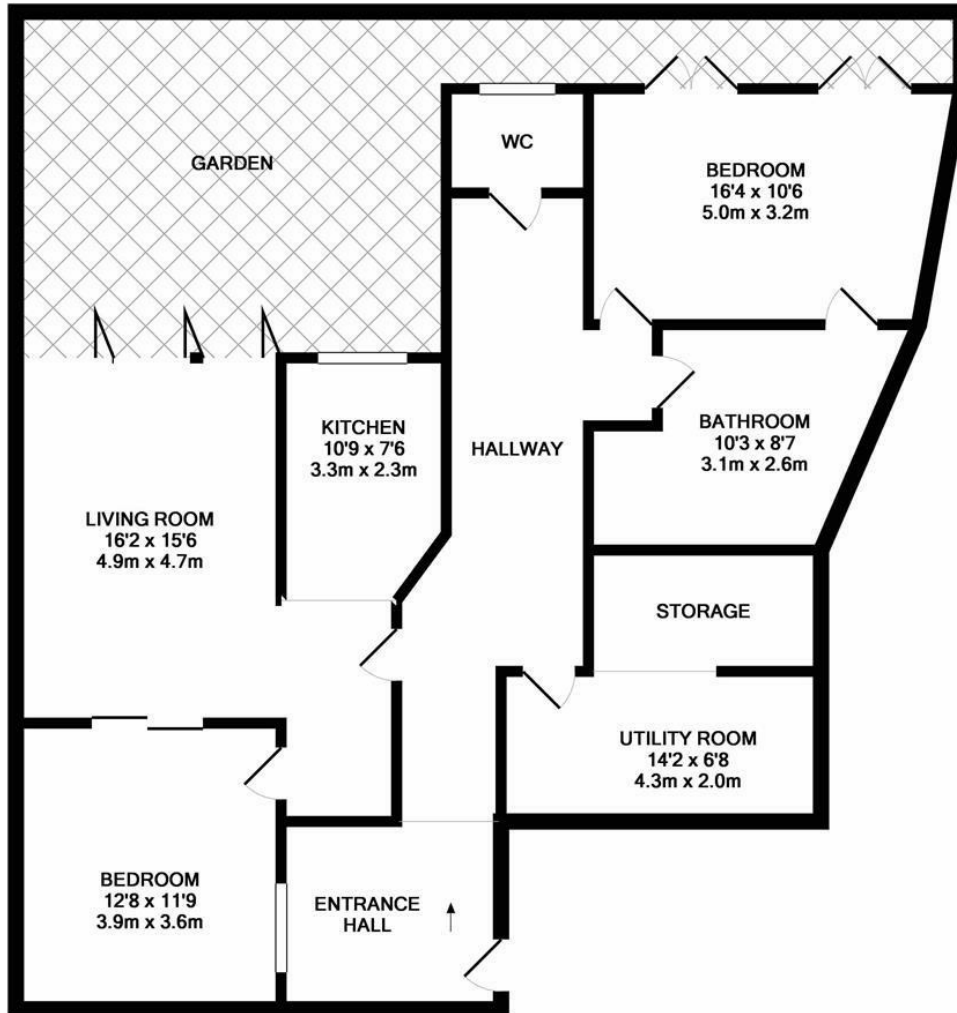 GARDEN
WC
BEDROOM
16'4 x 10'6
5.0m x 3.2m
KITCHEN
10'9 x 7'6
3.3m x 2.3m
HALLWAY
BATHROOM
10'3 x 8'7
3.1m x 2.6m
LIVING ROOM
16'2 x 15'6
4.9m x 4.7m
STORAGE
UTILITY ROOM
14'2 x 6'8
4.3m x 2.0m
BEDROOM
12'8 x 11'9
3.9m x 3.6m
ENTRANCE
HALL